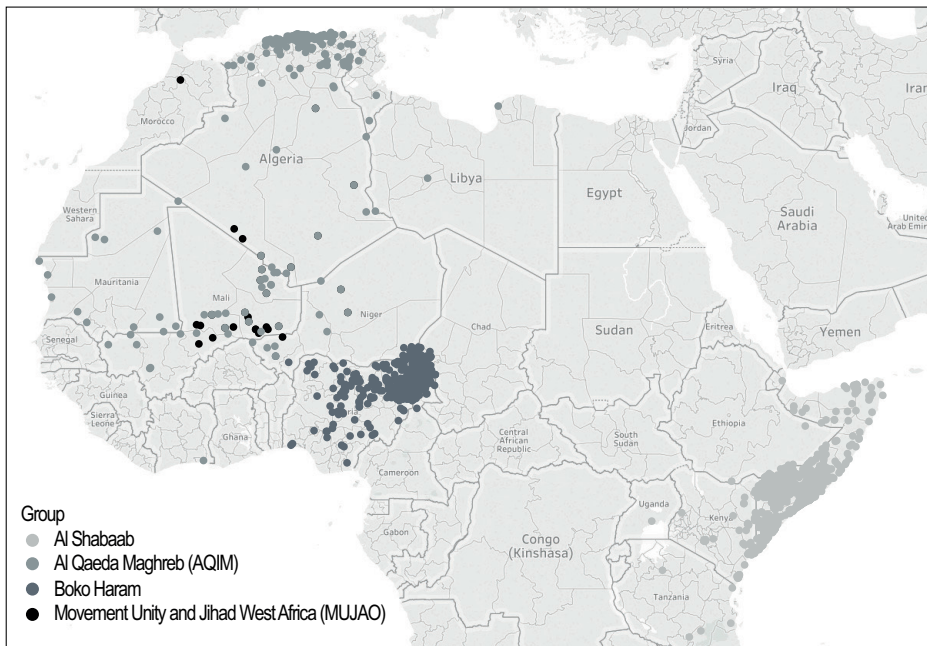 Syria
Iraq
Iran
Jordan
Morocco
Algeria
Libya
Egypt
Saudi
Arabia
United
Arab Emir
Western
Sahara
Mauritania
Mali
Niger
Chad
Sudan
Eritrea
Yemen
Senegal
Guinea
Sierra
Leone
Ghana
Ethiopia
Central
African
Republic
South
Sudan
Cameroon
Uganda
Kenya
Gabon
Congo
(Kinshasa)
Tanzania
Group
Al Shabaab
Al Qaeda Maghreb (AQIM)
Boko Haram
Movement Unity and Jihad West Africa (MUJAO)